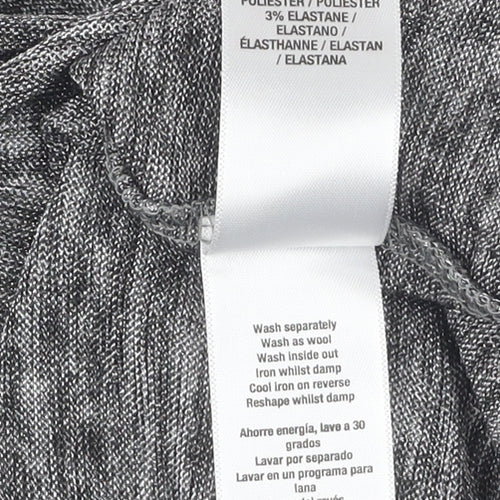 POLIESTER / POLIESTER
3% ELASTANE /
ELASTANO /
ÉLASTHANNE / ELASTAN
/ ELASTANA
Wash separately
Wash as wool
Wash inside out
Iron whilst damp
Cool iron on reverse
Reshape whilst damp
Ahorre energía, lave a 30
grados
Lavar por separado
Lavar en un programa para
lana
del revés